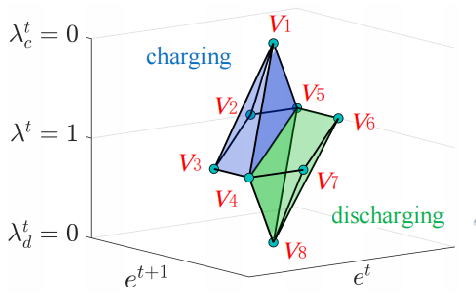 λ_c^t = 0
V1
charging
V2
V5
V6
λ^t = 1
V3
V4
V7
discharging
λ_d^t = 0
V8
e^{t+1}
e^t